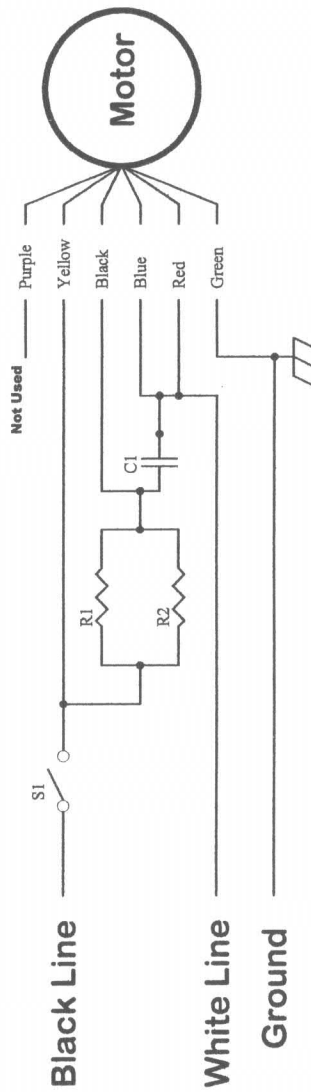 Motor
Not Used
Purple
Yellow
Black
Blue
Red
Green
C1
R1
R2
S1
Black Line
White Line
Ground